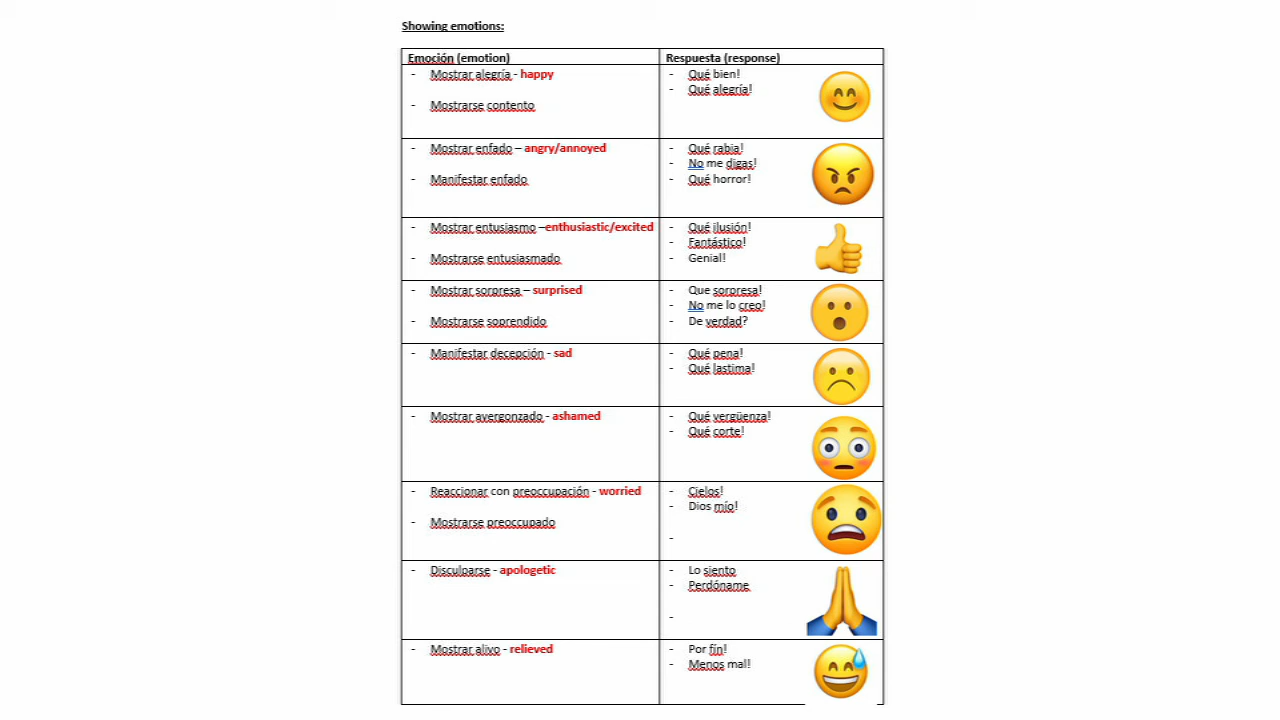 Showing emotions:
Emoción (emotion)
Respuesta (response)
- Mostrar alegría - happy
- Mostrarse contento
- Qué bien!
- Qué alegría!
- Mostrar enfado – angry/annoyed
- Manifestar enfado
- Qué rabia!
- No me digas!
- Qué horror!
- Mostrar entusiasmo –enthusiastic/excited
- Mostrarse entusiasmado
- Qué ilusión!
- Fantástico!
- Genial!
- Mostrar sorpresa – surprised
- Mostrarse soprendido
- Que sorpresa!
- No me lo creo!
- De verdad?
- Manifestar decepción - sad
- Qué pena!
- Qué lastima!
- Mostrar avergonzado - ashamed
- Qué vergüenza!
- Qué corte!
- Reaccionar con preoccupación - worried
- Mostrarse preoccupado
- Cielos!
- Dios mío!
-
- Disculparse - apologetic
- Lo siento
- Perdóname
-
- Mostrar alivo - relieved
- Por fín!
- Menos mal!